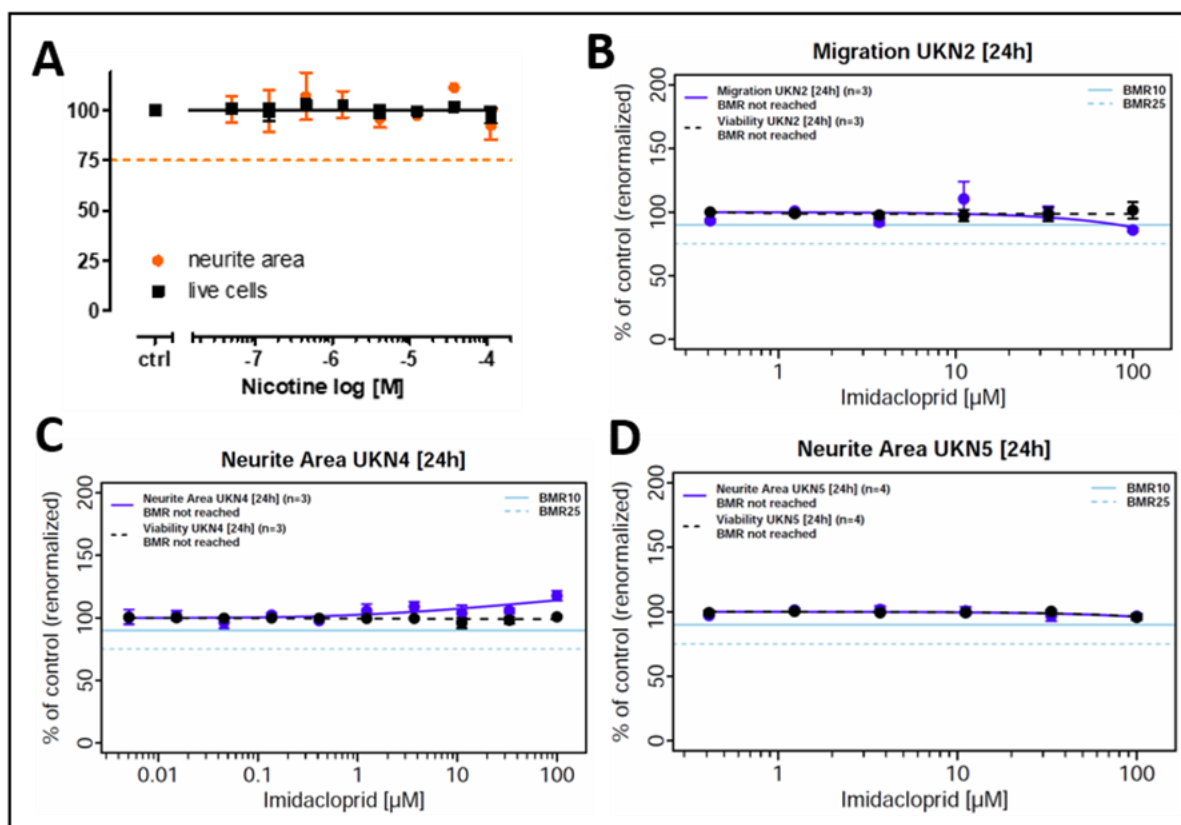 A
100
75
50
25
0
neurite area
live cells
ctrl
-7
-6
-5
-4
Nicotine log [M]
B
Migration UKN2 [24h]
Migration UKN2 [24h] (n=3)
BMR not reached
Viability UKN2 [24h] (n=3)
BMR not reached
BMR10
BMR25
% of control (renormalized)
200
150
100
50
0
1
10
100
Imidacloprid [µM]
C
Neurite Area UKN4 [24h]
Neurite Area UKN4 [24h] (n=3)
BMR not reached
Viability UKN4 [24h] (n=3)
BMR not reached
BMR10
BMR25
% of control (renormalized)
200
150
100
50
0
0.01
0.1
1
10
100
Imidacloprid [µM]
D
Neurite Area UKN5 [24h]
Neurite Area UKN5 [24h] (n=4)
BMR not reached
Viability UKN5 [24h] (n=4)
BMR not reached
BMR10
BMR25
% of control (renormalized)
200
150
100
50
0
1
10
100
Imidacloprid [µM]